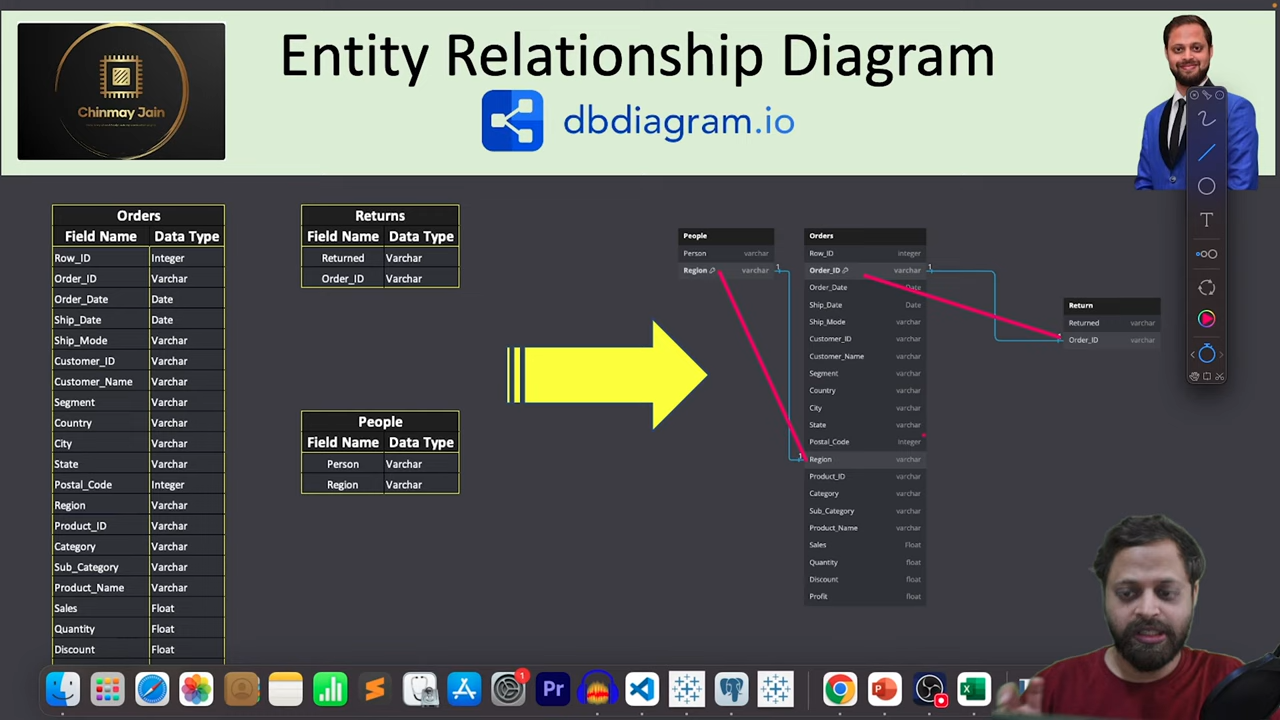 Entity Relationship Diagram
Chinmay Jain
dbdiagram.io
T
Orders
Field Name Data Type
Row_ID Integer
Order_ID Varchar
Order_Date Date
Ship_Date Date
Ship_Mode Varchar
Customer_ID Varchar
Customer_Name Varchar
Segment Varchar
Country Varchar
City Varchar
State Varchar
Postal_Code Integer
Region Varchar
Product_ID Varchar
Category Varchar
Sub_Category Varchar
Product_Name Varchar
Sales Float
Quantity Float
Discount Float
Returns
Field Name Data Type
Returned Varchar
Order_ID Varchar
People
Field Name Data Type
Person Varchar
Region Varchar
People
Person varchar
Region varchar 1
Orders
Row_ID integer
Order_ID varchar 1
Order_Date Date
Ship_Date Date
Ship_Mode varchar
Customer_ID varchar
Customer_Name varchar
Segment varchar
Country varchar
City varchar
State varchar
Postal_Code integer
Region varchar
Product_ID varchar
Category varchar
Sub_Category varchar
Product_Name varchar
Sales Float
Quantity float
Discount float
Profit float
Return
Returned varchar
Order_ID varchar
1
Pr